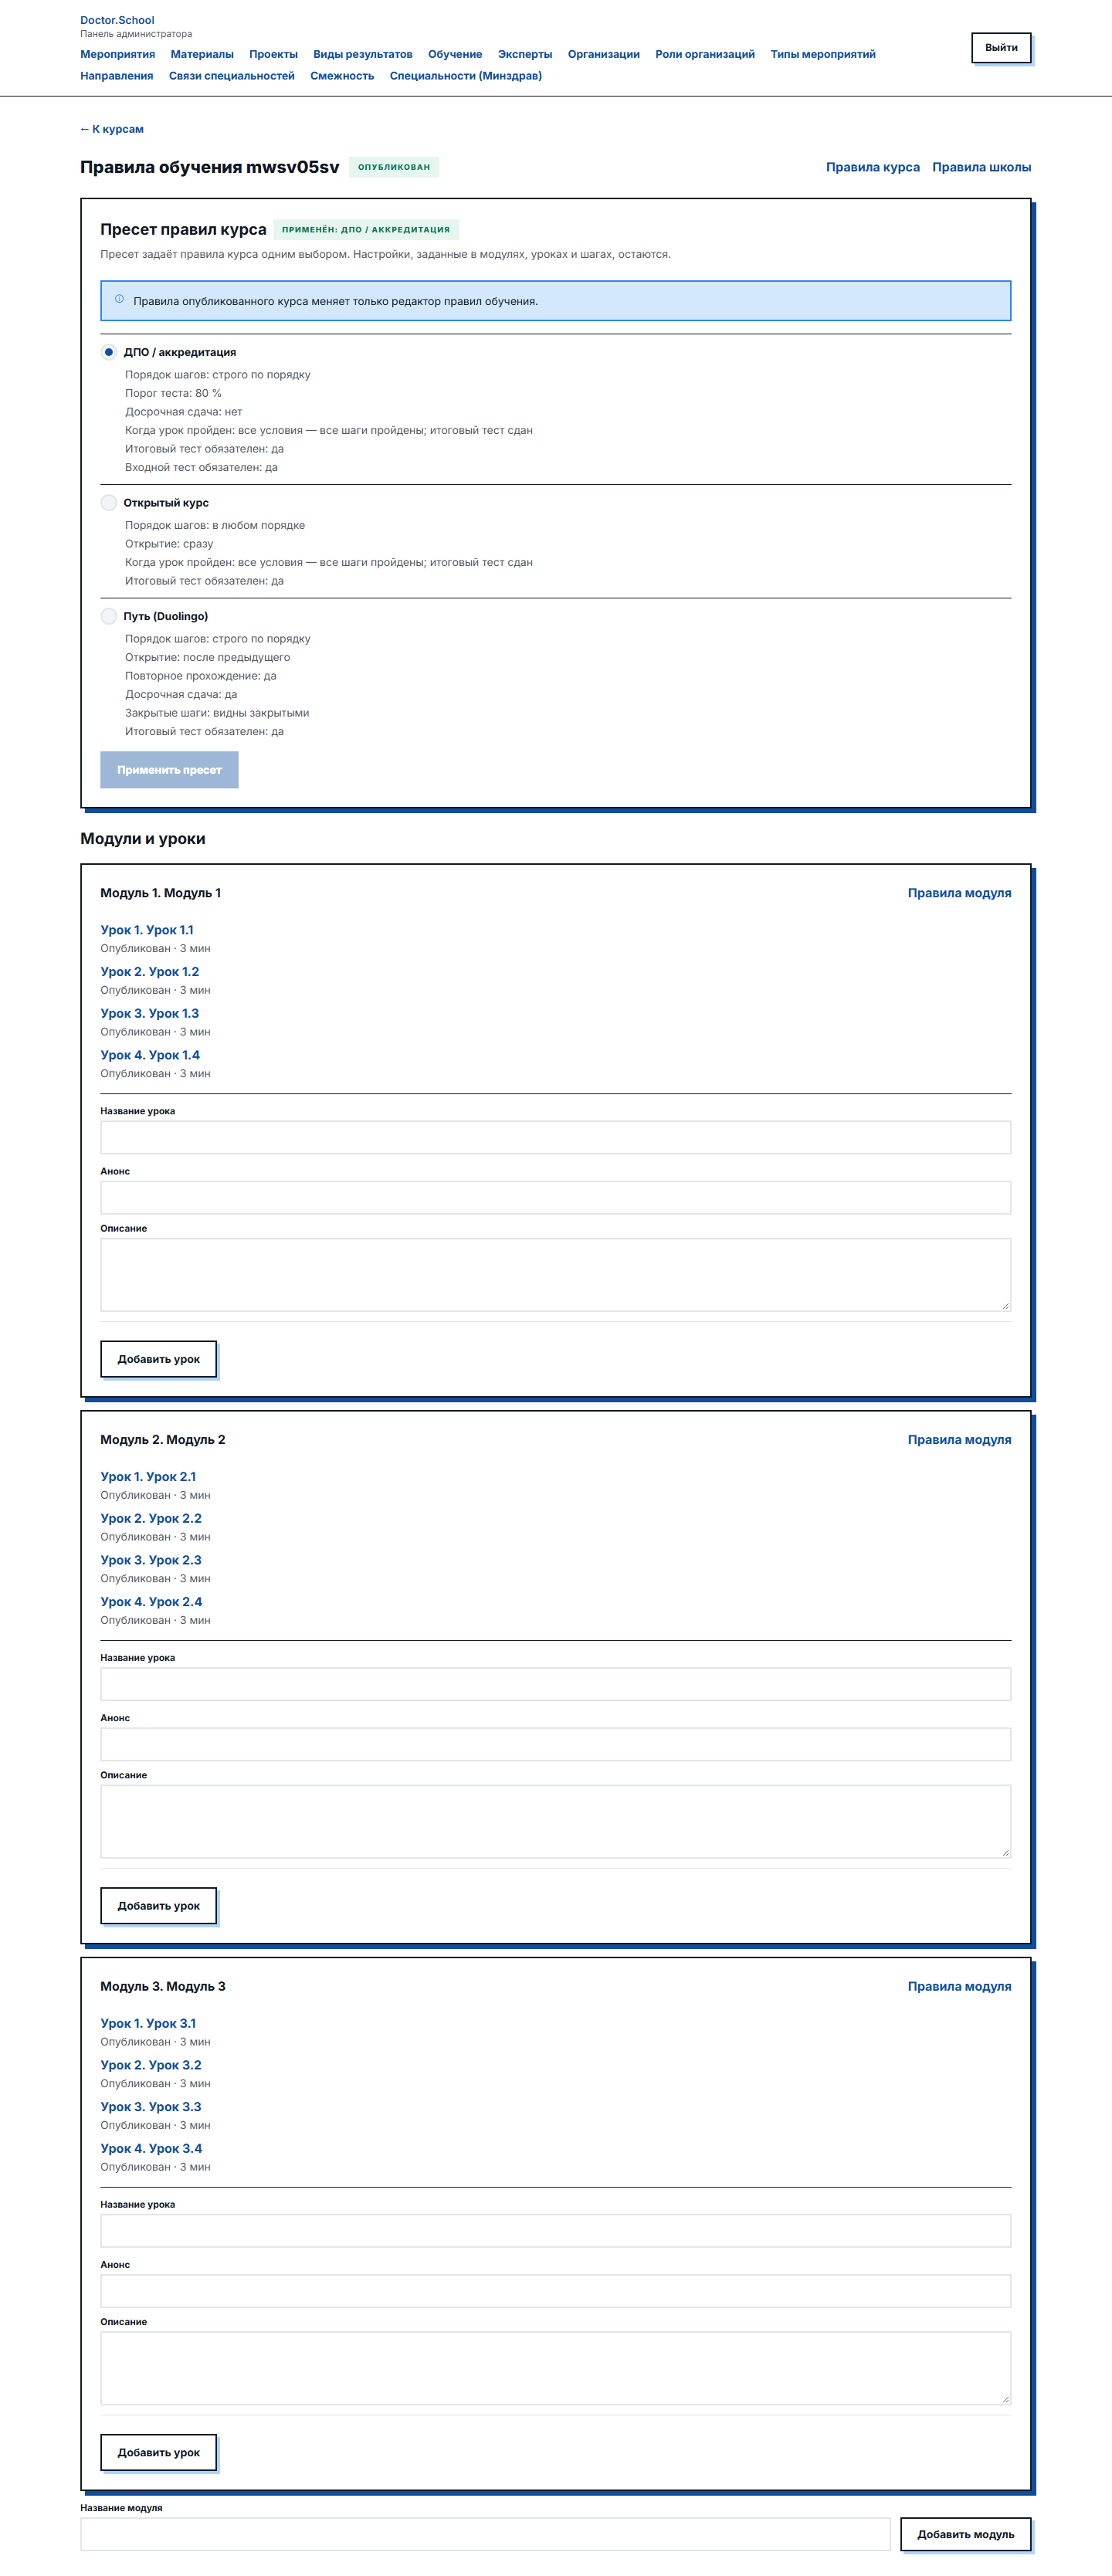 Doctor.School
Панель администратора
Мероприятия Материалы Проекты Виды результатов Обучение Эксперты Организации Роли организаций Типы мероприятий
Направления Связи специальностей Смежность Специальности (Минздрав)
Выйти
← К курсам
Правила обучения mwsv05sv ОПУБЛИКОВАН Правила курса Правила школы
Пресет правил курса ПРИМЕНЁН: ДПО / АККРЕДИТАЦИЯ
Пресет задаёт правила курса одним выбором. Настройки, заданные в модулях, уроках и шагах, остаются.
Правила опубликованного курса меняет только редактор правил обучения.
ДПО / аккредитация
Порядок шагов: строго по порядку
Порог теста: 80 %
Досрочная сдача: нет
Когда урок пройден: все условия — все шаги пройдены; итоговый тест сдан
Итоговый тест обязателен: да
Входной тест обязателен: да
Открытый курс
Порядок шагов: в любом порядке
Открытие: сразу
Когда урок пройден: все условия — все шаги пройдены; итоговый тест сдан
Итоговый тест обязателен: да
Путь (Duolingo)
Порядок шагов: строго по порядку
Открытие: после предыдущего
Повторное прохождение: да
Досрочная сдача: да
Закрытые шаги: видны закрытыми
Итоговый тест обязателен: да
Применить пресет
Модули и уроки
Модуль 1. Модуль 1 Правила модуля
Урок 1. Урок 1.1
Опубликован · 3 мин
Урок 2. Урок 1.2
Опубликован · 3 мин
Урок 3. Урок 1.3
Опубликован · 3 мин
Урок 4. Урок 1.4
Опубликован · 3 мин
Название урока
Анонс
Описание
Добавить урок
Модуль 2. Модуль 2 Правила модуля
Урок 1. Урок 2.1
Опубликован · 3 мин
Урок 2. Урок 2.2
Опубликован · 3 мин
Урок 3. Урок 2.3
Опубликован · 3 мин
Урок 4. Урок 2.4
Опубликован · 3 мин
Название урока
Анонс
Описание
Добавить урок
Модуль 3. Модуль 3 Правила модуля
Урок 1. Урок 3.1
Опубликован · 3 мин
Урок 2. Урок 3.2
Опубликован · 3 мин
Урок 3. Урок 3.3
Опубликован · 3 мин
Урок 4. Урок 3.4
Опубликован · 3 мин
Название урока
Анонс
Описание
Добавить урок
Название модуля
Добавить модуль